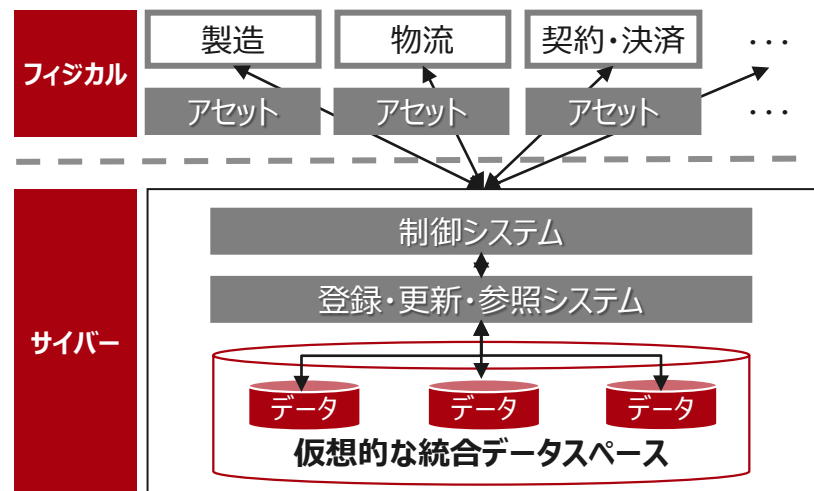 フィジカル
製造 物流 契約・決済 ・・・
アセット アセット アセット ・・・
サイバー
制御システム
登録・更新・参照システム
データ データ データ
仮想的な統合データスペース